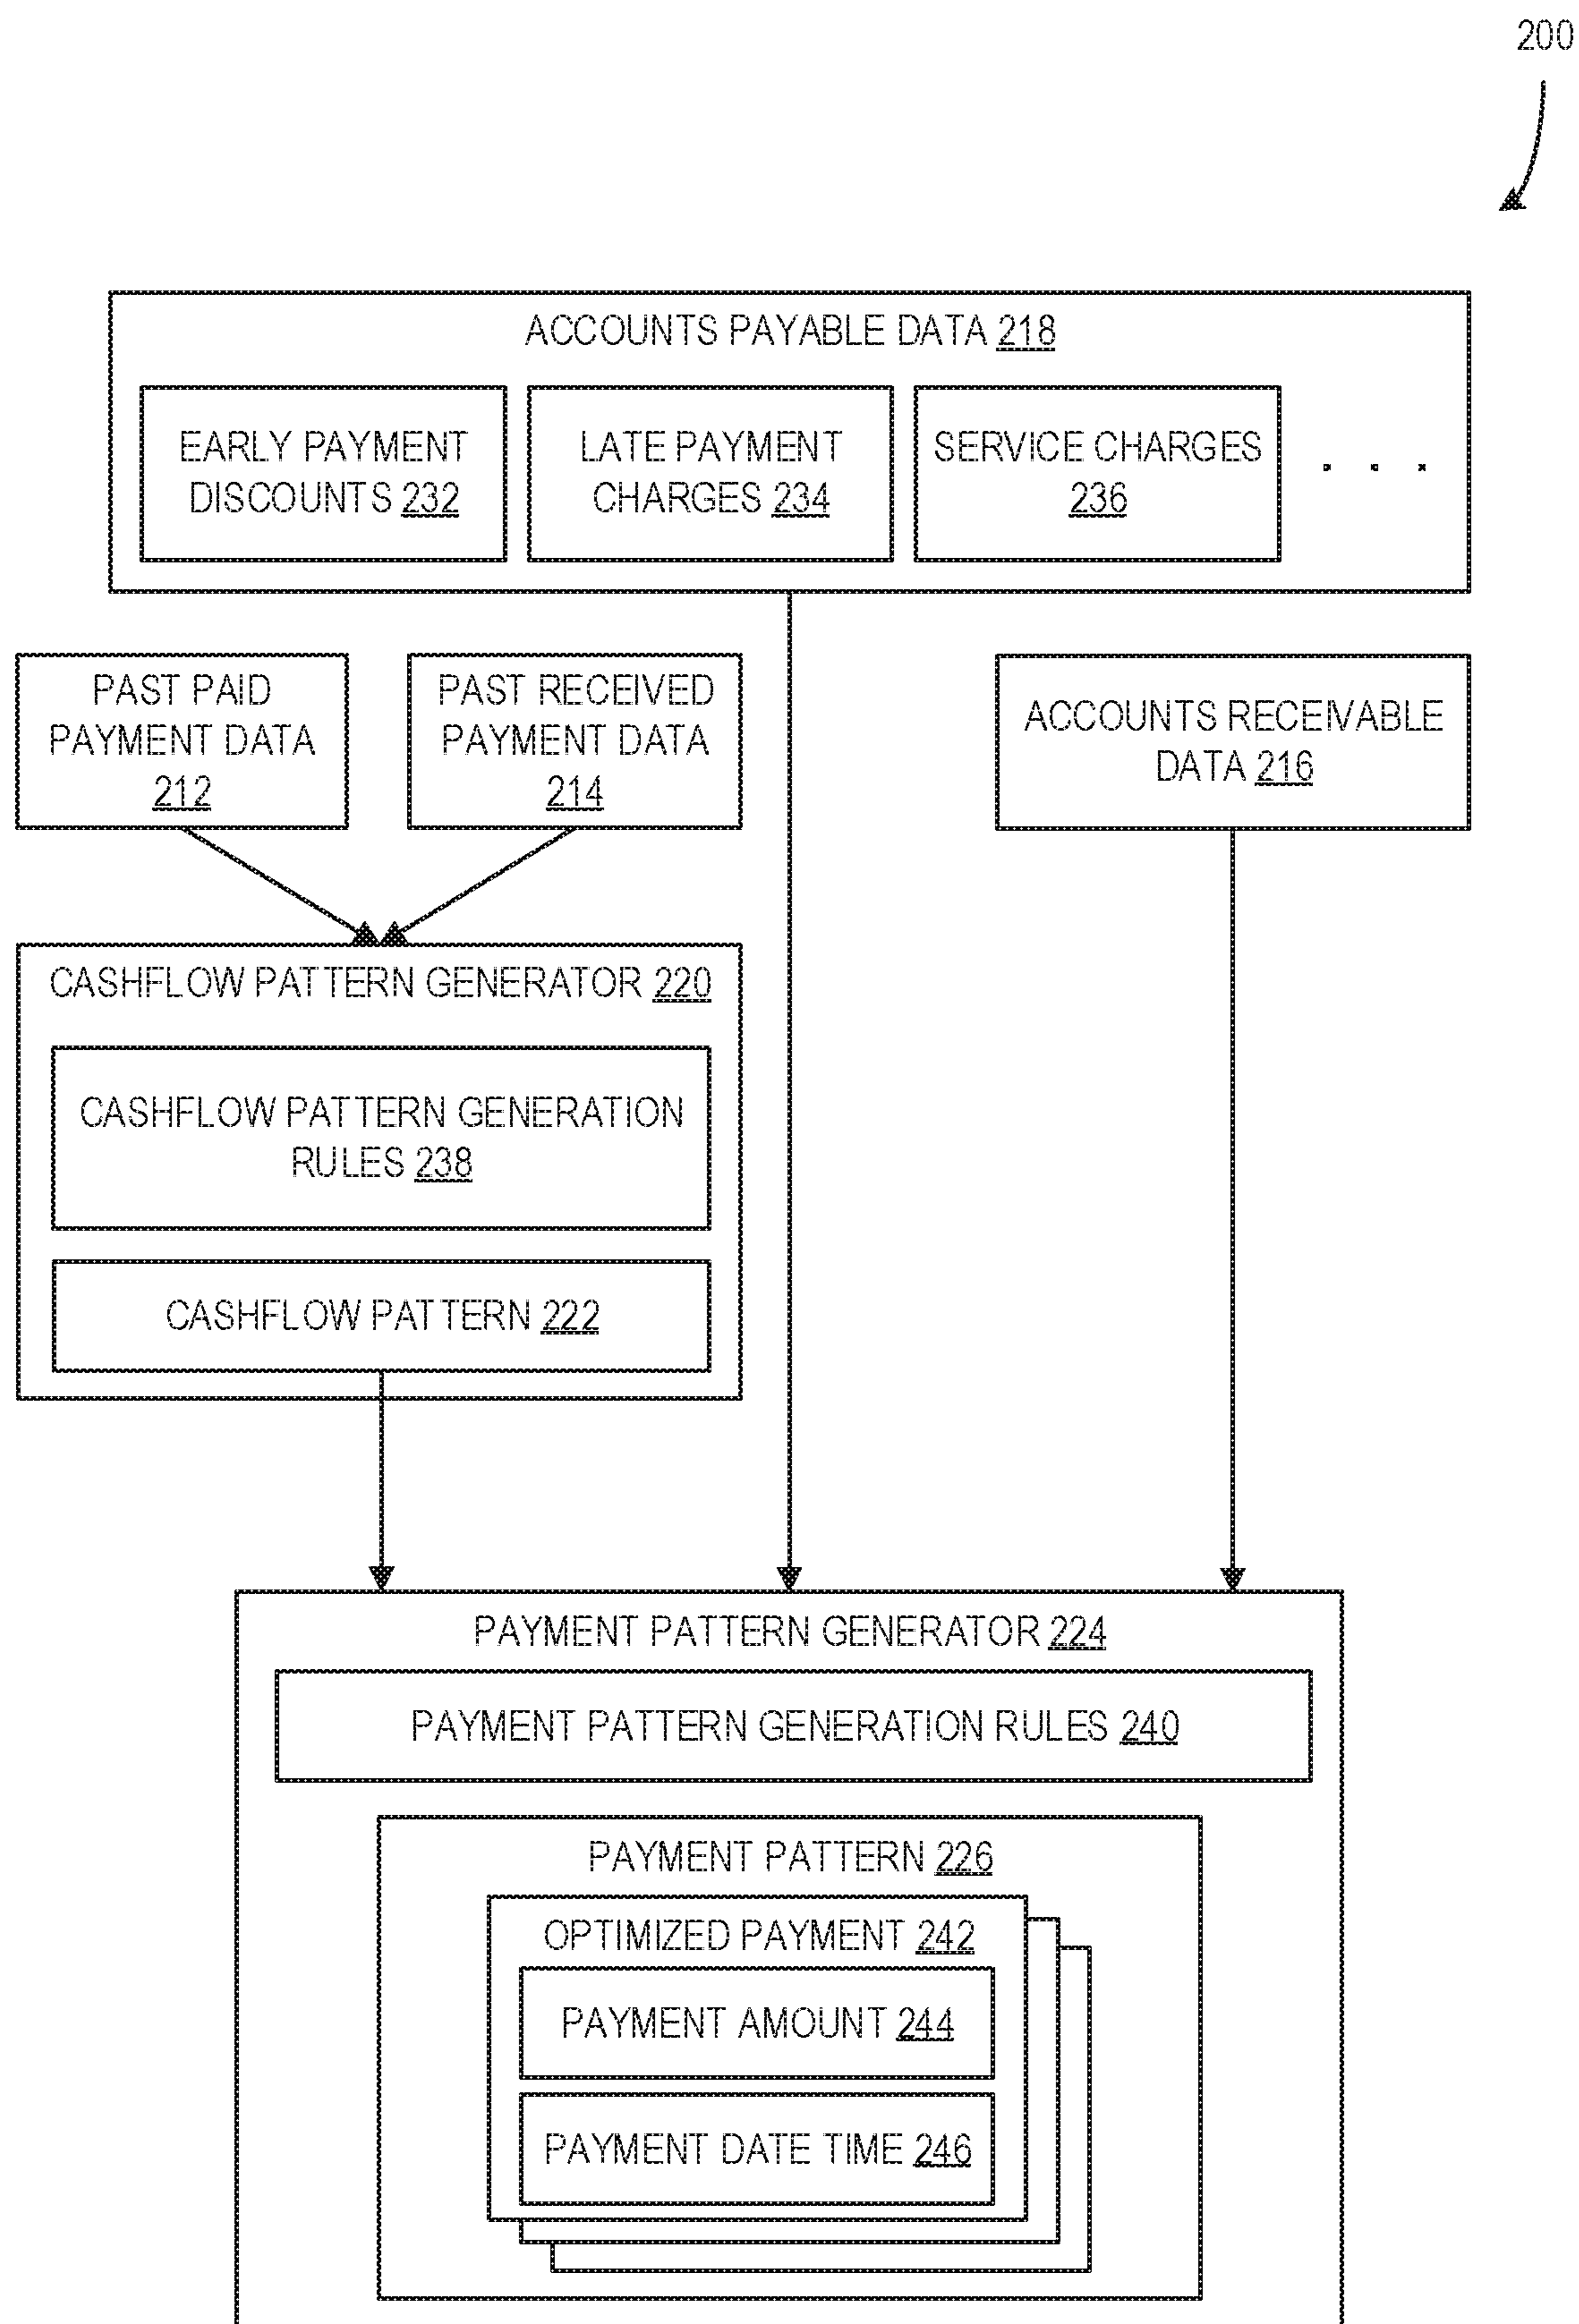 200
ACCOUNTS PAYABLE DATA 218
EARLY PAYMENT
DISCOUNTS 232
LATE PAYMENT
CHARGES 234
SERVICE CHARGES
236
. . .
PAST PAID
PAYMENT DATA
212
PAST RECEIVED
PAYMENT DATA
214
ACCOUNTS RECEIVABLE
DATA 216
CASHFLOW PATTERN GENERATOR 220
CASHFLOW PATTERN GENERATION
RULES 238
CASHFLOW PATTERN 222
PAYMENT PATTERN GENERATOR 224
PAYMENT PATTERN GENERATION RULES 240
PAYMENT PATTERN 226
OPTIMIZED PAYMENT 242
PAYMENT AMOUNT 244
PAYMENT DATE TIME 246